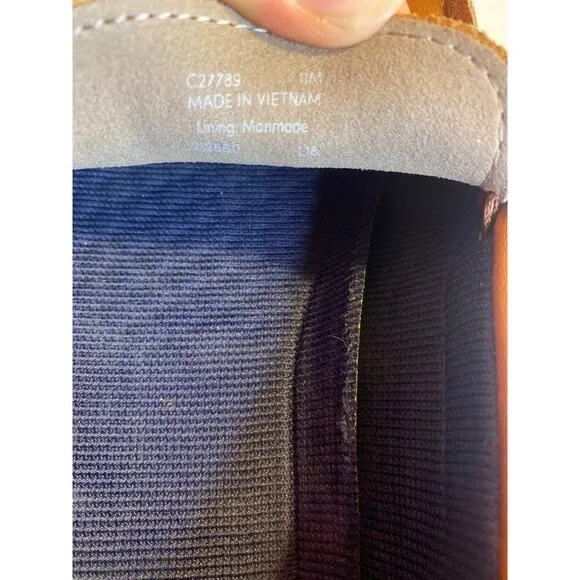 C27789 11M
MADE IN VIETNAM
Lining: Manmade
L18